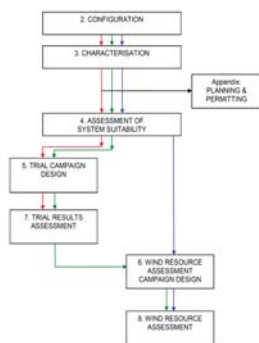 2. CONFIGURATION
3. CHARACTERISATION
Appendix:
PLANNING &
PERMITTING
4. ASSESSMENT OF
SYSTEM SUITABILITY
5. TRIAL CAMPAIGN
DESIGN
7. TRIAL RESULTS
ASSESSMENT
6. WIND RESOURCE
ASSESSMENT
CAMPAIGN DESIGN
8. WIND RESOURCE
ASSESSMENT